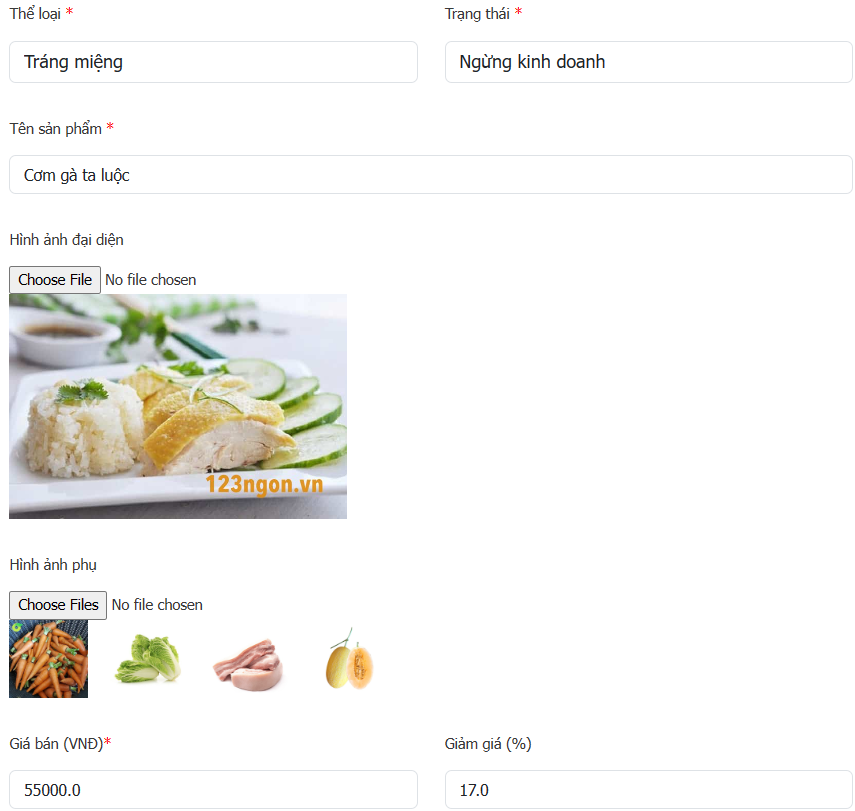 Thể loại *
Trạng thái *
Tráng miệng
Ngừng kinh doanh
Tên sản phẩm *
Cơm gà ta luộc
Hình ảnh đại diện
Choose File No file chosen
123ngon.vn
Hình ảnh phụ
Choose Files No file chosen
Giá bán (VNĐ)*
Giảm giá (%)
55000.0
17.0